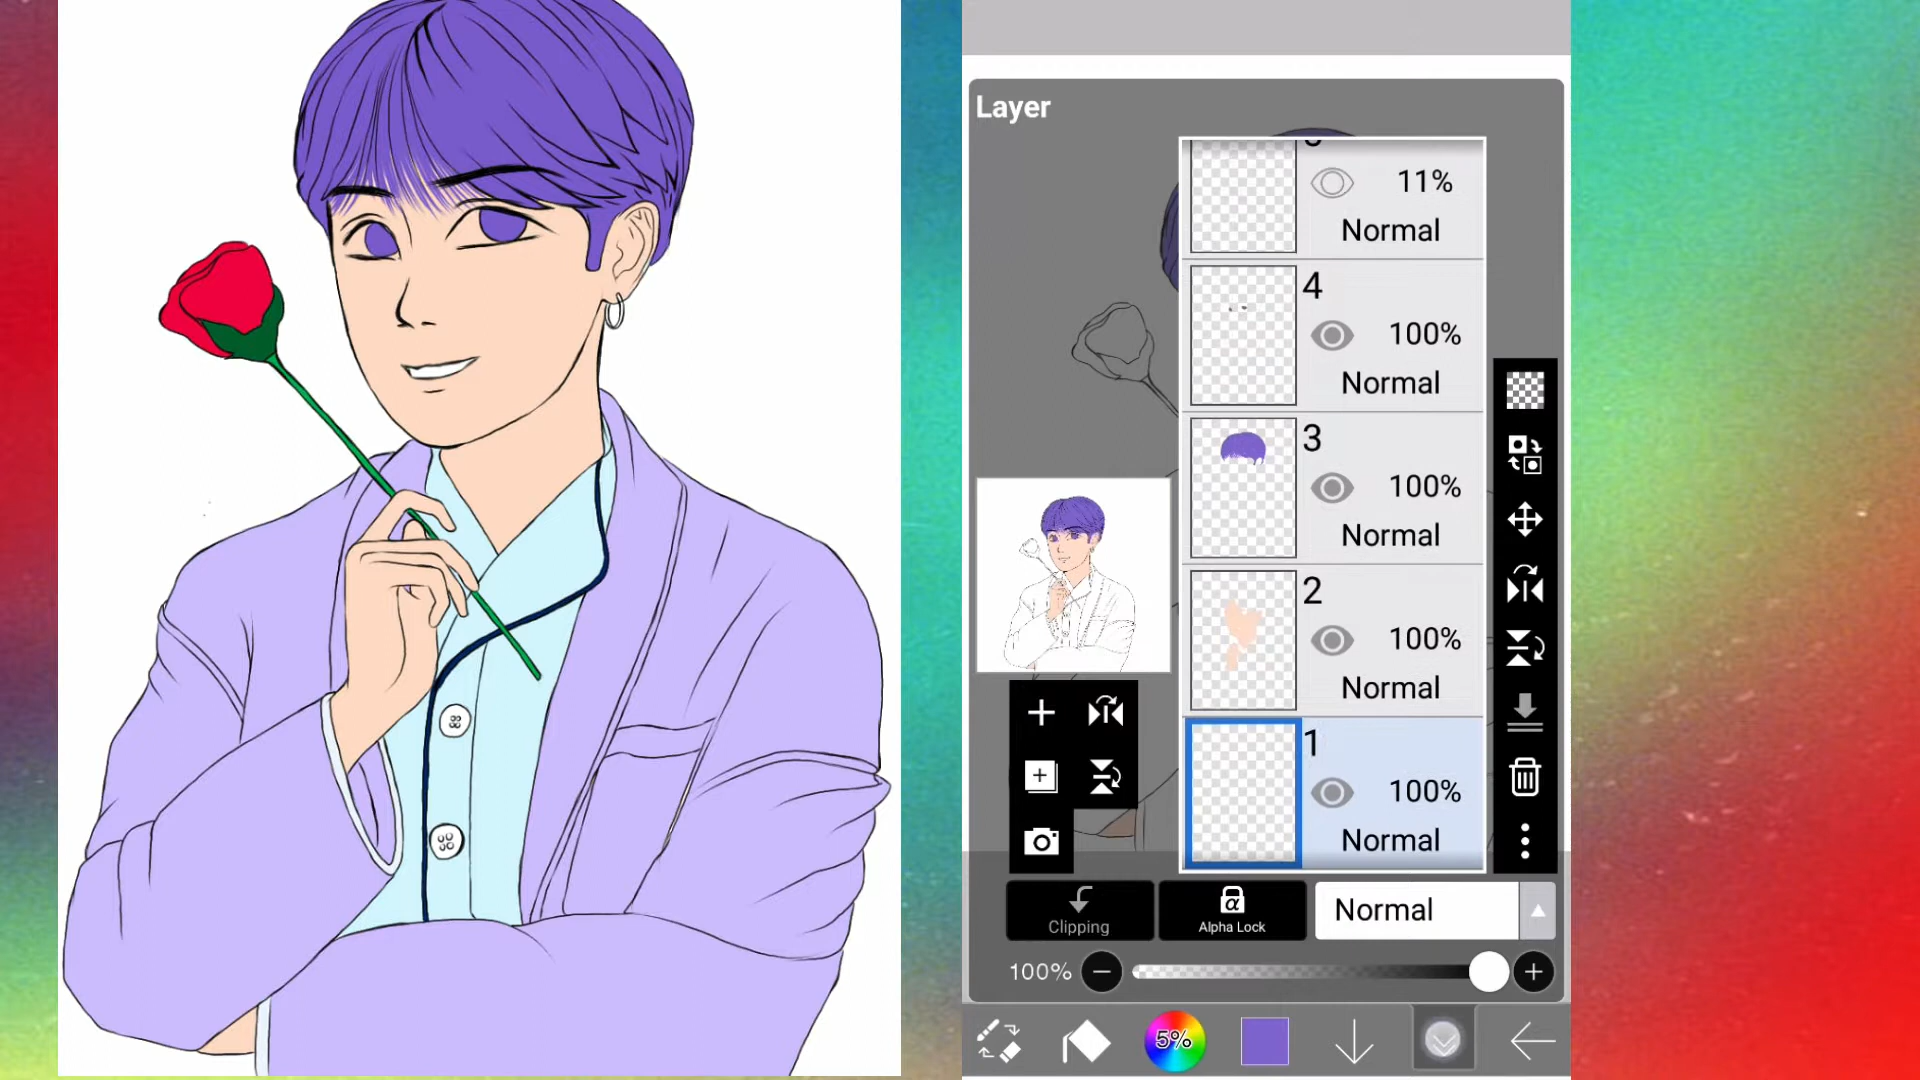 Layer
11%
Normal
4
100%
Normal
3
100%
Normal
2
100%
Normal
1
100%
Normal
Clipping
α
Alpha Lock
Normal
100%
5%